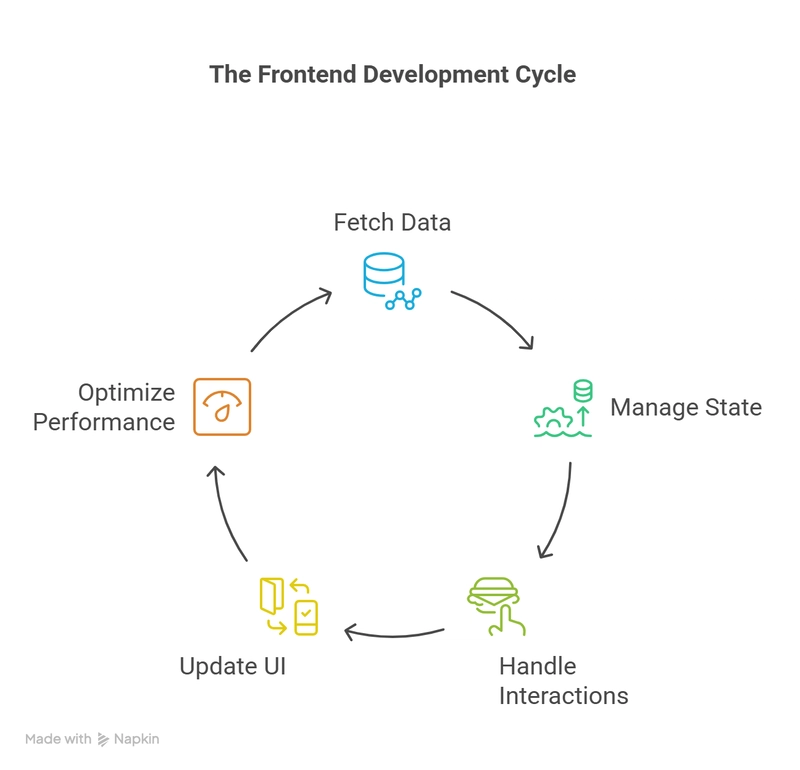 The Frontend Development Cycle
Fetch Data
Manage State
Handle
Interactions
Update UI
Optimize
Performance
Made with Napkin